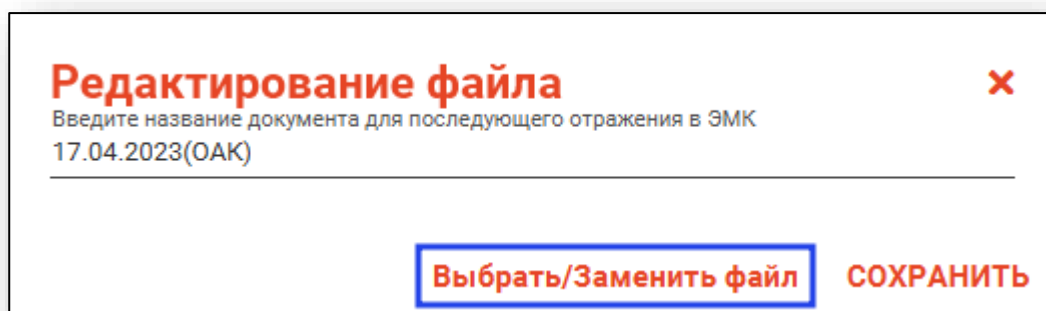 Редактирование файла
Введите название документа для последующего отражения в ЭМК
17.04.2023(ОАК)
Выбрать/Заменить файл СОХРАНИТЬ